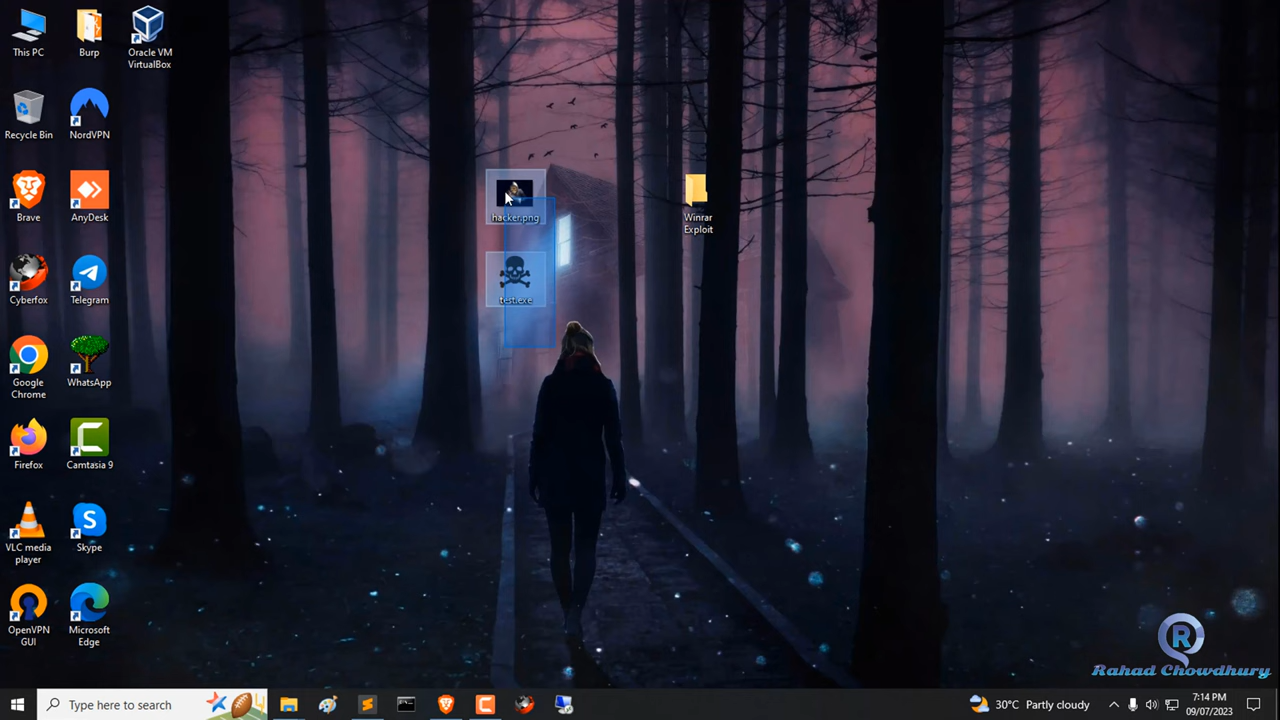 This PC
Burp
Oracle VM
VirtualBox
Recycle Bin
NordVPN
Brave
AnyDesk
Cyberfox
Telegram
Google
Chrome
WhatsApp
Firefox
Camtasia 9
VLC media
player
Skype
OpenVPN
GUI
Microsoft
Edge
hacker.png
test.exe
Winrar
Exploit
R
Rahad Chowdhury
Type here to search
30°C Partly cloudy
7:14 PM
09/07/2023